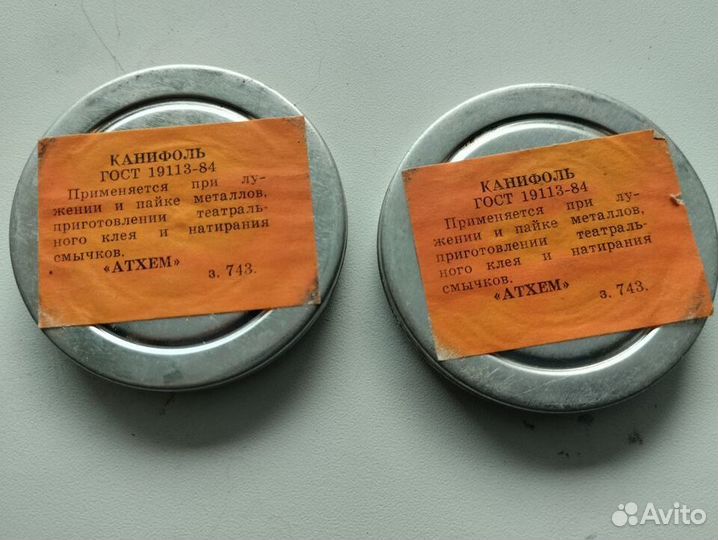 КАНИФОЛЬ
ГОСТ 19113-84
Применяется при лу-
жении и пайке металлов,
приготовлении театраль-
ного клея и натирания
смычков.
«АТХЕМ» з. 743.
КАНИФОЛЬ
ГОСТ 19113-84
Применяется при лу-
жении и пайке металлов,
приготовлении театраль-
ного клея и натирания
смычков.
«АТХЕМ» з. 743.
Avito